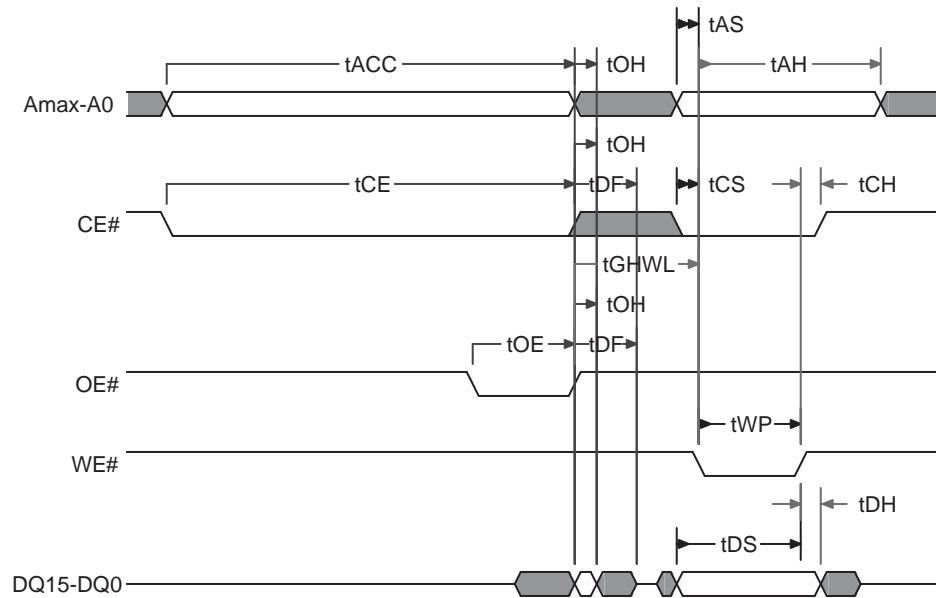 tAS
tACC tOH tAH
Amax-A0
tOH
tCE tDF tCS tCH
CE#
tGHWL
tOH
tOE tDF
OE#
tWP
WE#
tDH
tDS
DQ15-DQ0